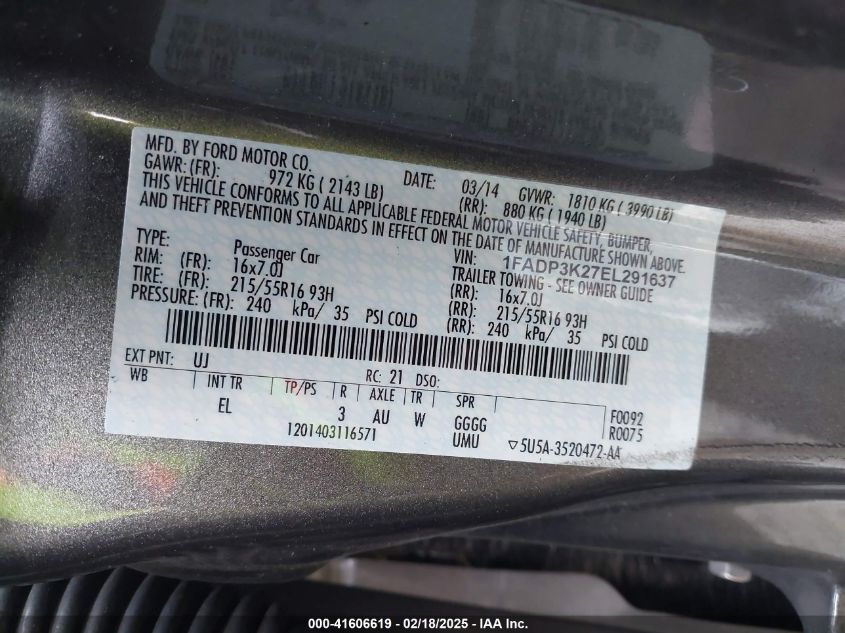 MFD. BY FORD MOTOR CO.
DATE: 03/14 GVWR: 1810 KG ( 3990 LB)
GAWR: (FR): 972 KG ( 2143 LB) (RR): 880 KG ( 1940 LB)
THIS VEHICLE CONFORMS TO ALL APPLICABLE FEDERAL MOTOR VEHICLE SAFETY, BUMPER,
AND THEFT PREVENTION STANDARDS IN EFFECT ON THE DATE OF MANUFACTURE SHOWN ABOVE.
VIN: 1FADP3K27EL291637
TYPE: Passenger Car TRAILER TOWING - SEE OWNER GUIDE
RIM: (FR): 16x7.0J (RR): 16x7.0J
TIRE: (FR): 215/55R16 93H (RR): 215/55R16 93H
PRESSURE: (FR): 240 kPa/ 35 PSI COLD (RR): 240 kPa/ 35 PSI COLD
EXT PNT: UJ RC: 21 DSO:
WB INT TR TP/PS R AXLE TR SPR
EL 3 AU W GGGG F0092
1201403116571 UMU R0075
▽5U5A-3520472-AA
000-41606619 - 02/18/2025 - IAA Inc.